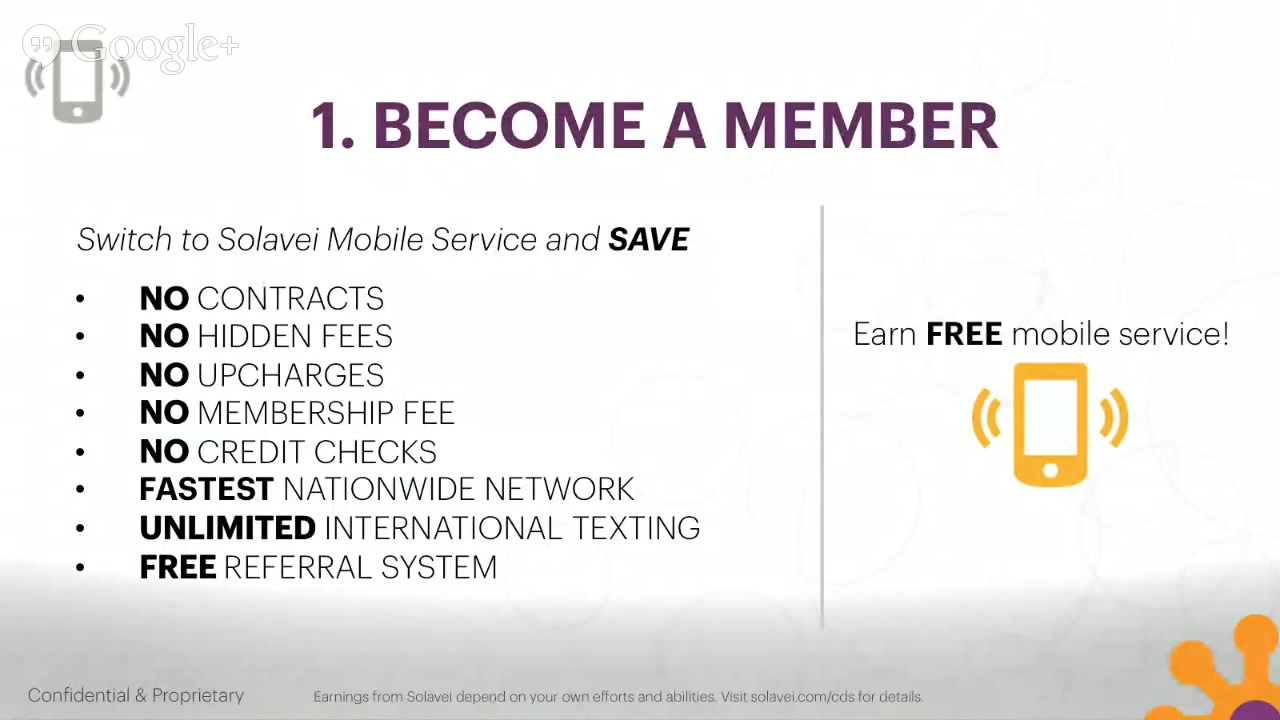 Google+
1. BECOME A MEMBER
Switch to Solavei Mobile Service and SAVE
• NO CONTRACTS
• NO HIDDEN FEES
• NO UPCHARGES
• NO MEMBERSHIP FEE
• NO CREDIT CHECKS
• FASTEST NATIONWIDE NETWORK
• UNLIMITED INTERNATIONAL TEXTING
• FREE REFERRAL SYSTEM
Earn FREE mobile service!
Confidential & Proprietary
Earnings from Solavei depend on your own efforts and abilities. Visit solavei.com/cds for details.